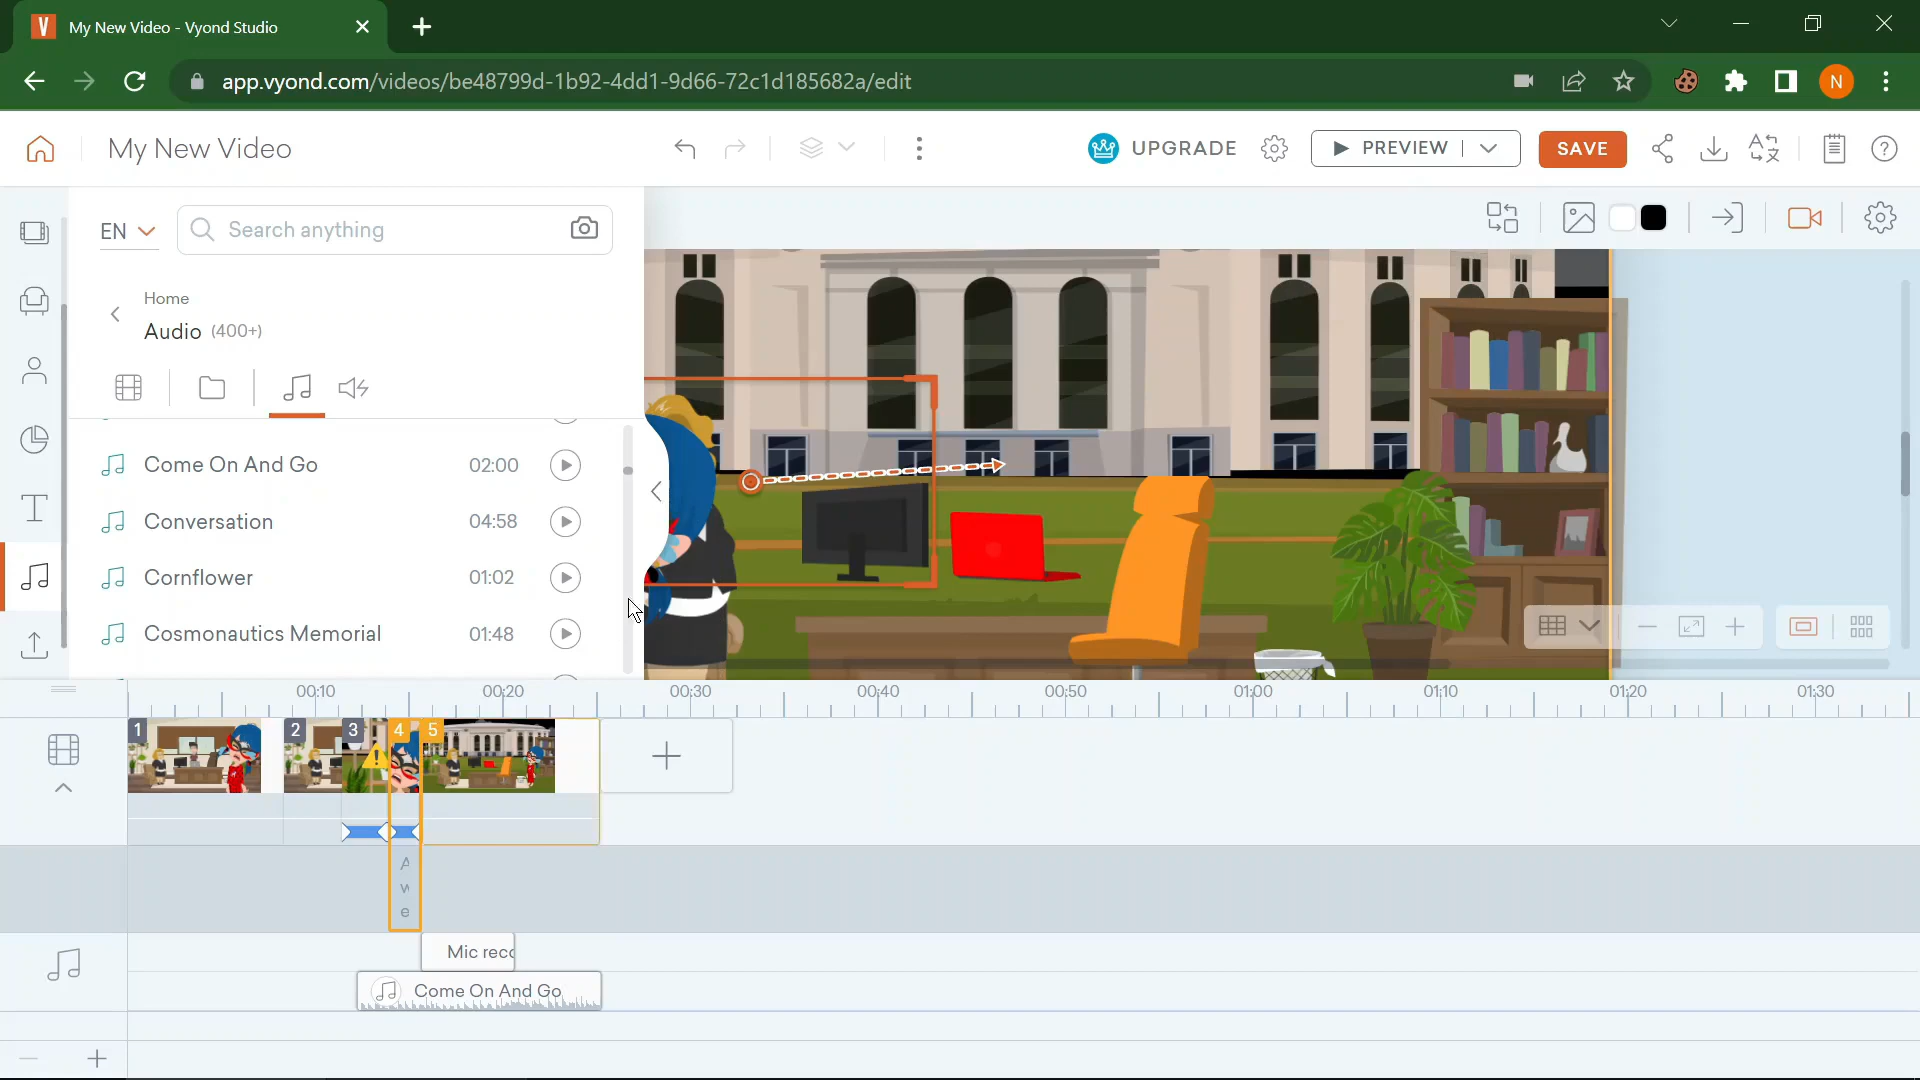 My New Video - Vyond Studio
app.vyond.com/videos/be48799d-1b92-4dd1-9d66-72c1d185682a/edit
N
My New Video
UPGRADE
PREVIEW
SAVE
EN
Search anything
Home
Audio (400+)
Come On And Go 02:00
Conversation 04:58
Cornflower 01:02
Cosmonautics Memorial 01:48
00:10 00:20 00:30 00:40 00:50 01:00 01:10 01:20 01:30
1 2 3 4 5
A
w
e
Mic reco
Come On And Go